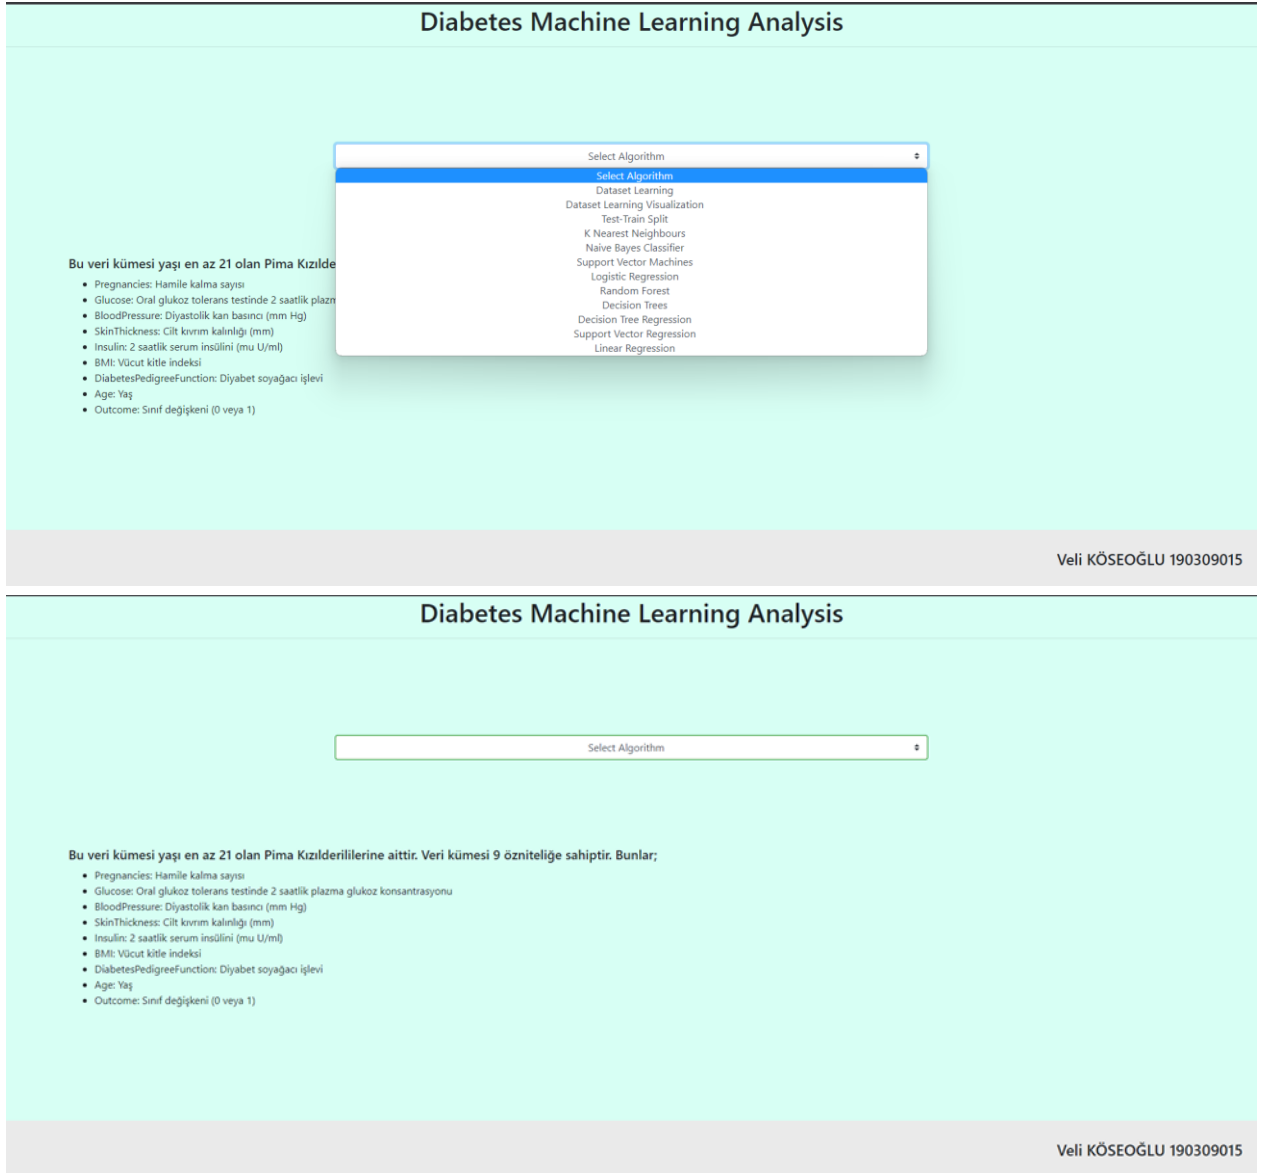 Diabetes Machine Learning Analysis
Select Algorithm
Select Algorithm
Dataset Learning
Dataset Learning Visualization
Test-Train Split
K Nearest Neighbours
Naive Bayes Classifier
Support Vector Machines
Logistic Regression
Random Forest
Decision Trees
Decision Tree Regression
Support Vector Regression
Linear Regression
Bu veri kümesi yaşı en az 21 olan Pima Kızılde
Pregnancies: Hamile kalma sayısı
Glucose: Oral glukoz tolerans testinde 2 saatlik plazm
BloodPressure: Diyastolik kan basıncı (mm Hg)
SkinThickness: Cilt kıvrım kalınlığı (mm)
Insulin: 2 saatlik serum insülini (mu U/ml)
BMI: Vücut kitle indeksi
DiabetesPedigreeFunction: Diyabet soyağacı işlevi
Age: Yaş
Outcome: Sınıf değişkeni (0 veya 1)
Veli KÖSEOĞLU 190309015
Diabetes Machine Learning Analysis
Select Algorithm
Bu veri kümesi yaşı en az 21 olan Pima Kızılderililerine aittir. Veri kümesi 9 özniteliğe sahiptir. Bunlar;
Pregnancies: Hamile kalma sayısı
Glucose: Oral glukoz tolerans testinde 2 saatlik plazma glukoz konsantrasyonu
BloodPressure: Diyastolik kan basıncı (mm Hg)
SkinThickness: Cilt kıvrım kalınlığı (mm)
Insulin: 2 saatlik serum insülini (mu U/ml)
BMI: Vücut kitle indeksi
DiabetesPedigreeFunction: Diyabet soyağacı işlevi
Age: Yaş
Outcome: Sınıf değişkeni (0 veya 1)
Veli KÖSEOĞLU 190309015